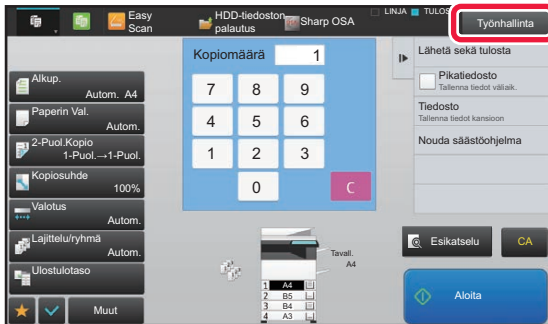 Easy
Scan
HDD-tiedoston
palautus
Sharp OSA
LINJA
TULOS
Työnhallinta
Alkup.
Autom. A4
Paperin Val.
Autom.
2-Puol.Kopio
1-Puol.→1-Puol.
Kopiosuhde
100%
Valotus
Autom.
Lajittelu/ryhmä
Autom.
Ulostulotaso
Muut
Kopiomäärä 1
7 8 9
4 5 6
1 2 3
0 C
Tavall.
A4
1 A4
2 B5
3 B4
4 A3
Lähetä sekä tulosta
Pikatiedosto
Tallenna tiedot väliaik.
Tiedosto
Tallenna tiedot kansioon
Nouda säästöohjelma
Esikatselu
CA
Aloita